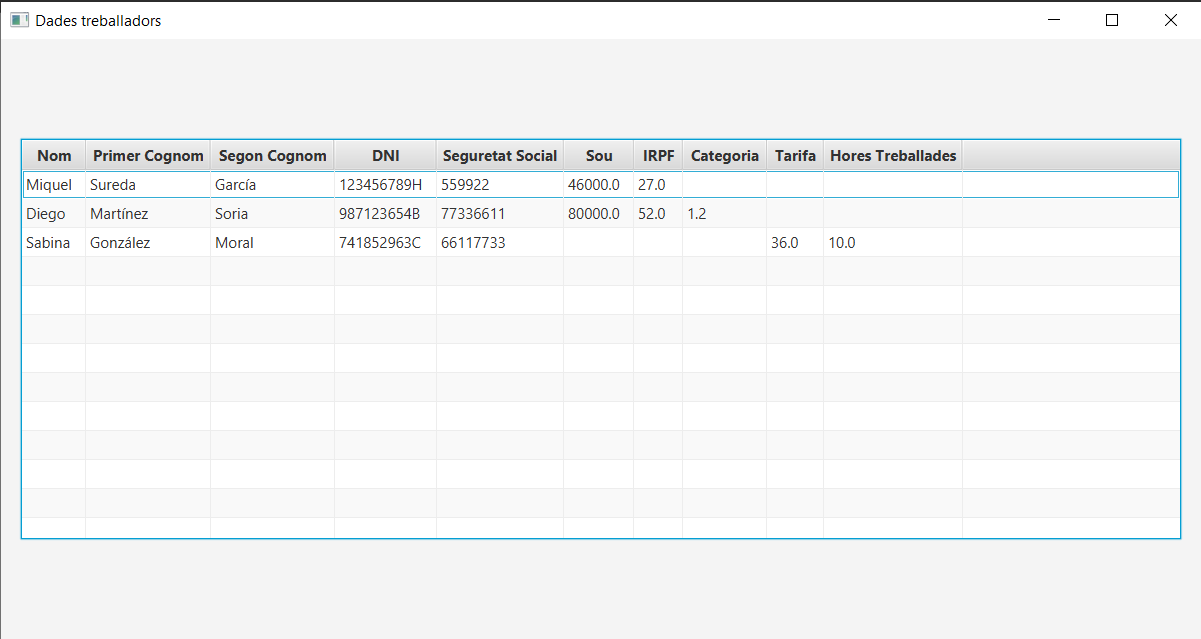 Dades treballadors
Nom Primer Cognom Segon Cognom DNI Seguretat Social Sou IRPF Categoria Tarifa Hores Treballades
Miquel Sureda García 123456789H 559922 46000.0 27.0
Diego Martínez Soria 987123654B 77336611 80000.0 52.0 1.2
Sabina González Moral 741852963C 66117733 36.0 10.0